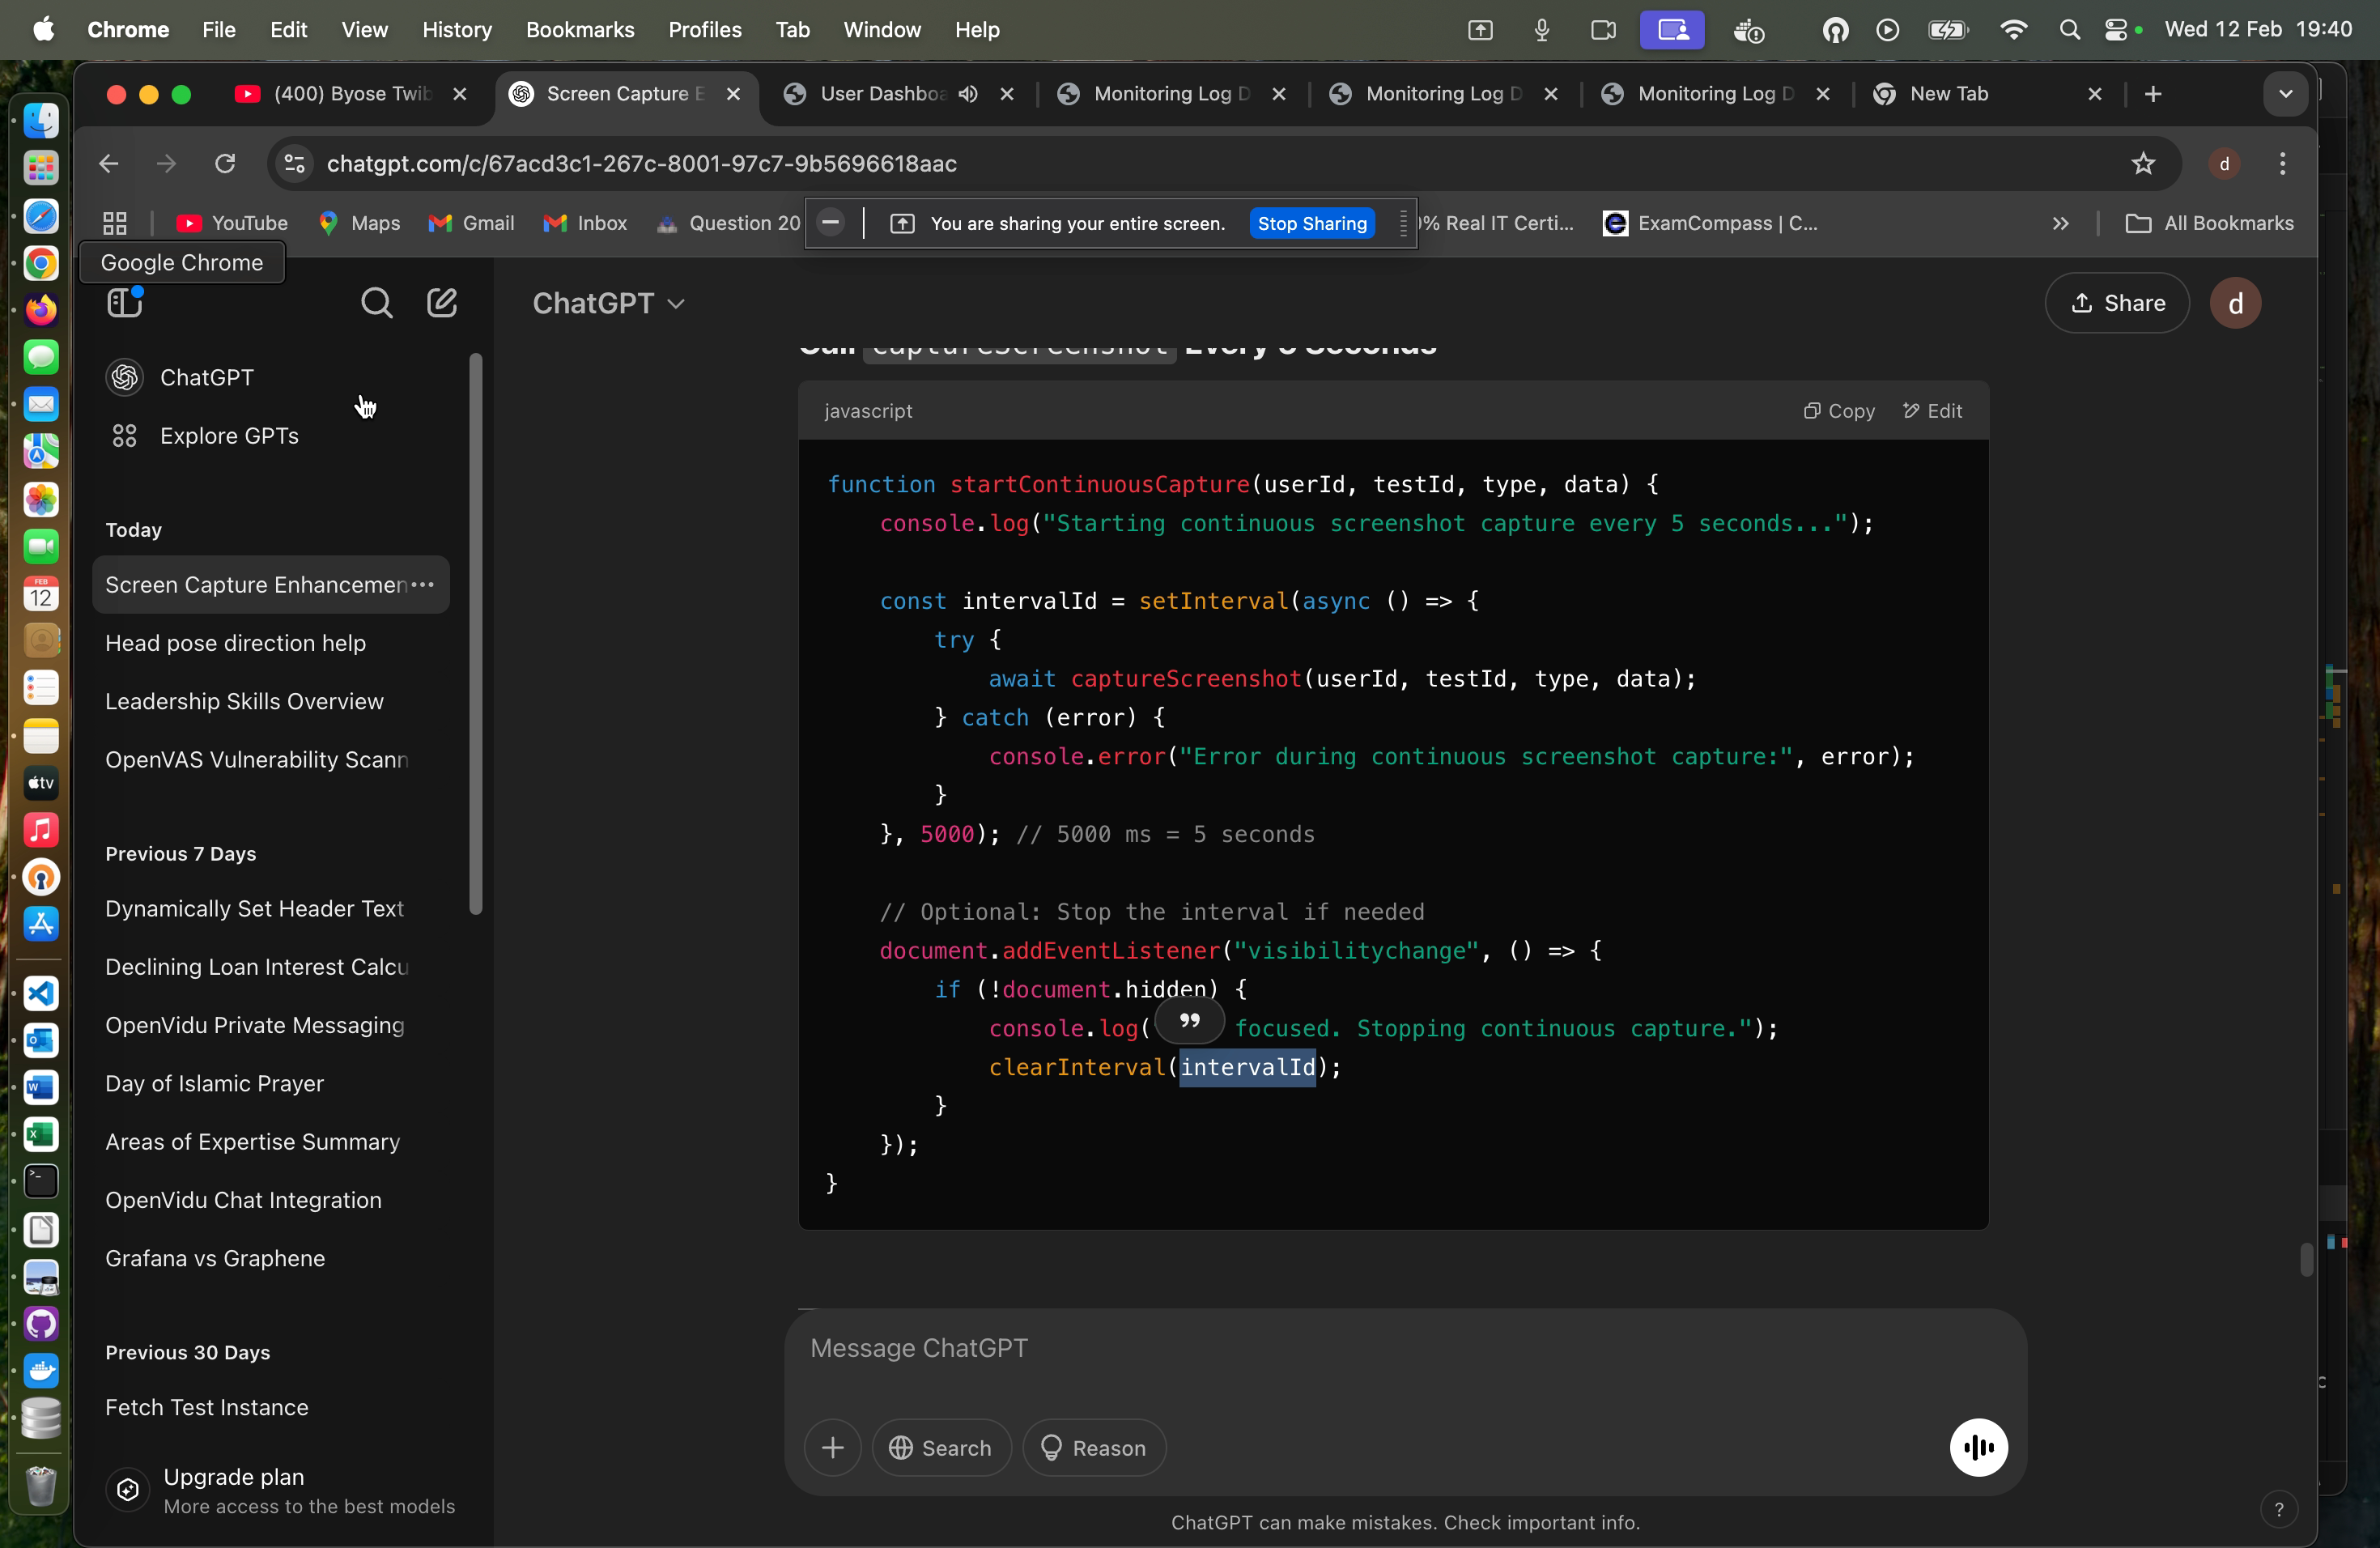 Chrome File Edit View History Bookmarks Profiles Tab Window Help Wed 12 Feb 19:40
(400) Byose Twib Screen Capture E User Dashboa Monitoring Log D Monitoring Log D Monitoring Log D New Tab
chatgpt.com/c/67acd3c1-267c-8001-97c7-9b5696618aac d
YouTube Maps Gmail Inbox Question 20 You are sharing your entire screen. Stop Sharing % Real IT Certi... ExamCompass | C... All Bookmarks
Google Chrome
ChatGPT Share d
ChatGPT
Explore GPTs
Today
Screen Capture Enhancemen
Head pose direction help
Leadership Skills Overview
OpenVAS Vulnerability Scann
Previous 7 Days
Dynamically Set Header Text
Declining Loan Interest Calcu
OpenVidu Private Messaging
Day of Islamic Prayer
Areas of Expertise Summary
OpenVidu Chat Integration
Grafana vs Graphene
Previous 30 Days
Fetch Test Instance
Upgrade plan
More access to the best models
captureScreenshot Every 5 Seconds
javascript Copy Edit
function startContinuousCapture(userId, testId, type, data) {
console.log("Starting continuous screenshot capture every 5 seconds...");
const intervalId = setInterval(async () => {
try {
await captureScreenshot(userId, testId, type, data);
} catch (error) {
console.error("Error during continuous screenshot capture:", error);
}
}, 5000); // 5000 ms = 5 seconds
// Optional: Stop the interval if needed
document.addEventListener("visibilitychange", () => {
if (!document.hidden) {
console.log( focused. Stopping continuous capture.");
clearInterval(intervalId);
}
});
}
Message ChatGPT
Search Reason
ChatGPT can make mistakes. Check important info.
?
FEB
12
tv